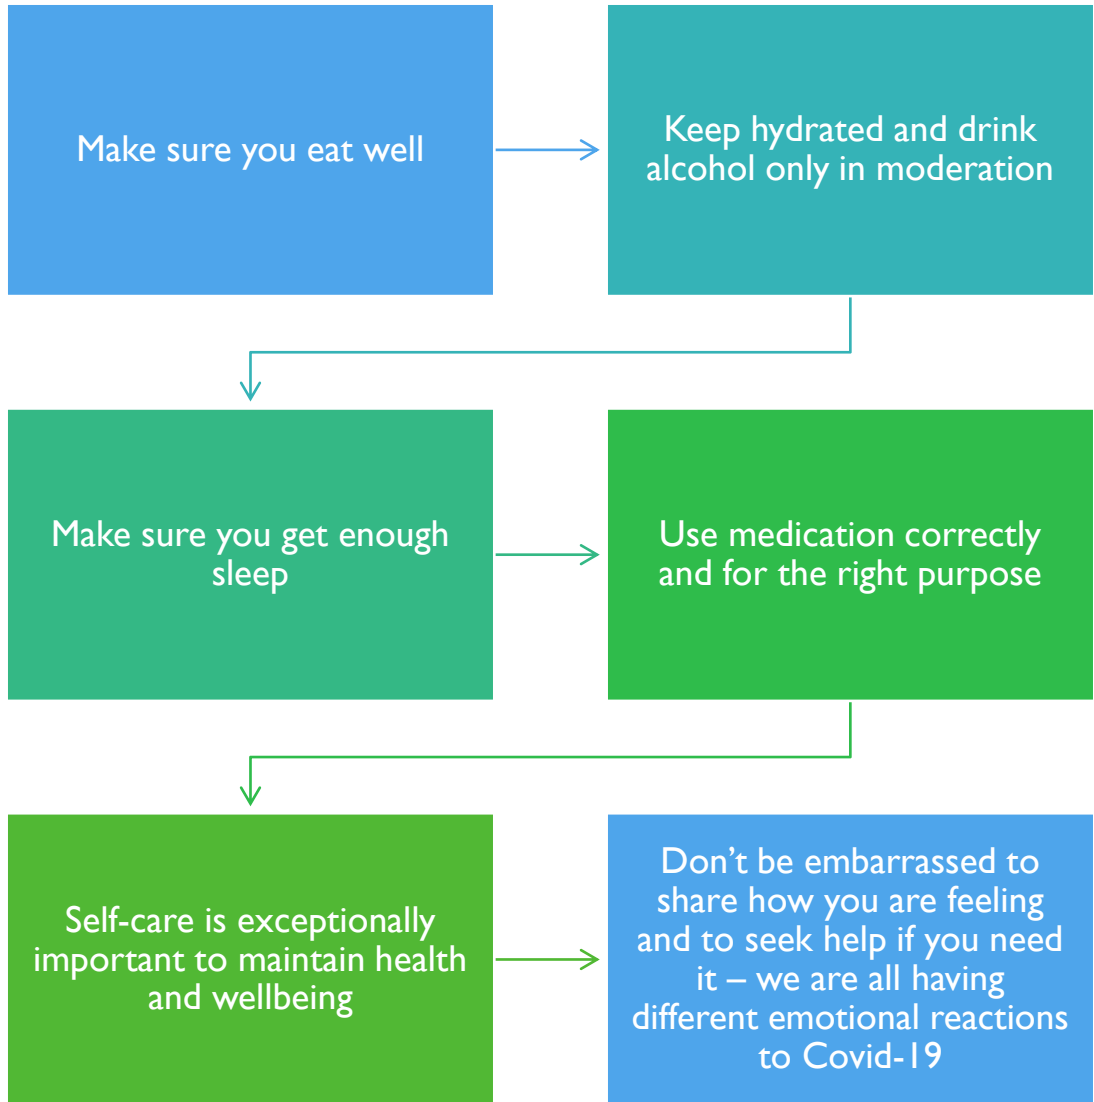 Make sure you eat well
Keep hydrated and drink
alcohol only in moderation
Make sure you get enough
sleep
Use medication correctly
and for the right purpose
Self-care is exceptionally
important to maintain health
and wellbeing
Don’t be embarrassed to
share how you are feeling
and to seek help if you need
it – we are all having
different emotional reactions
to Covid-19